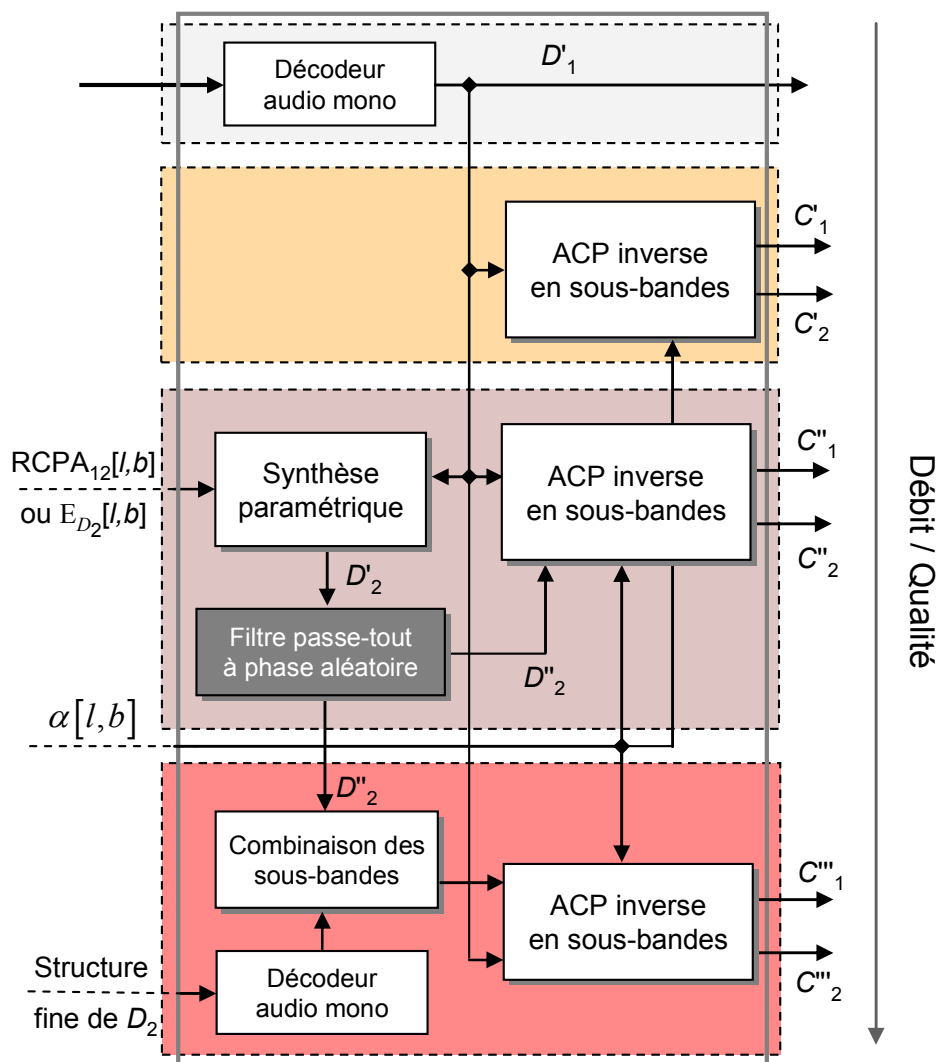 Décodeur
audio mono
D'₁
ACP inverse
en sous-bandes
C'₁
C'₂
RCPA₁₂[l,b]
ou E_D₂[l,b]
Synthèse
paramétrique
ACP inverse
en sous-bandes
C''₁
C''₂
D'₂
Filtre passe-tout
à phase aléatoire
D''₂
α[l,b]
D''₂
Combinaison des
sous-bandes
ACP inverse
en sous-bandes
C'''₁
C'''₂
Structure
fine de D₂
Décodeur
audio mono
Débit / Qualité